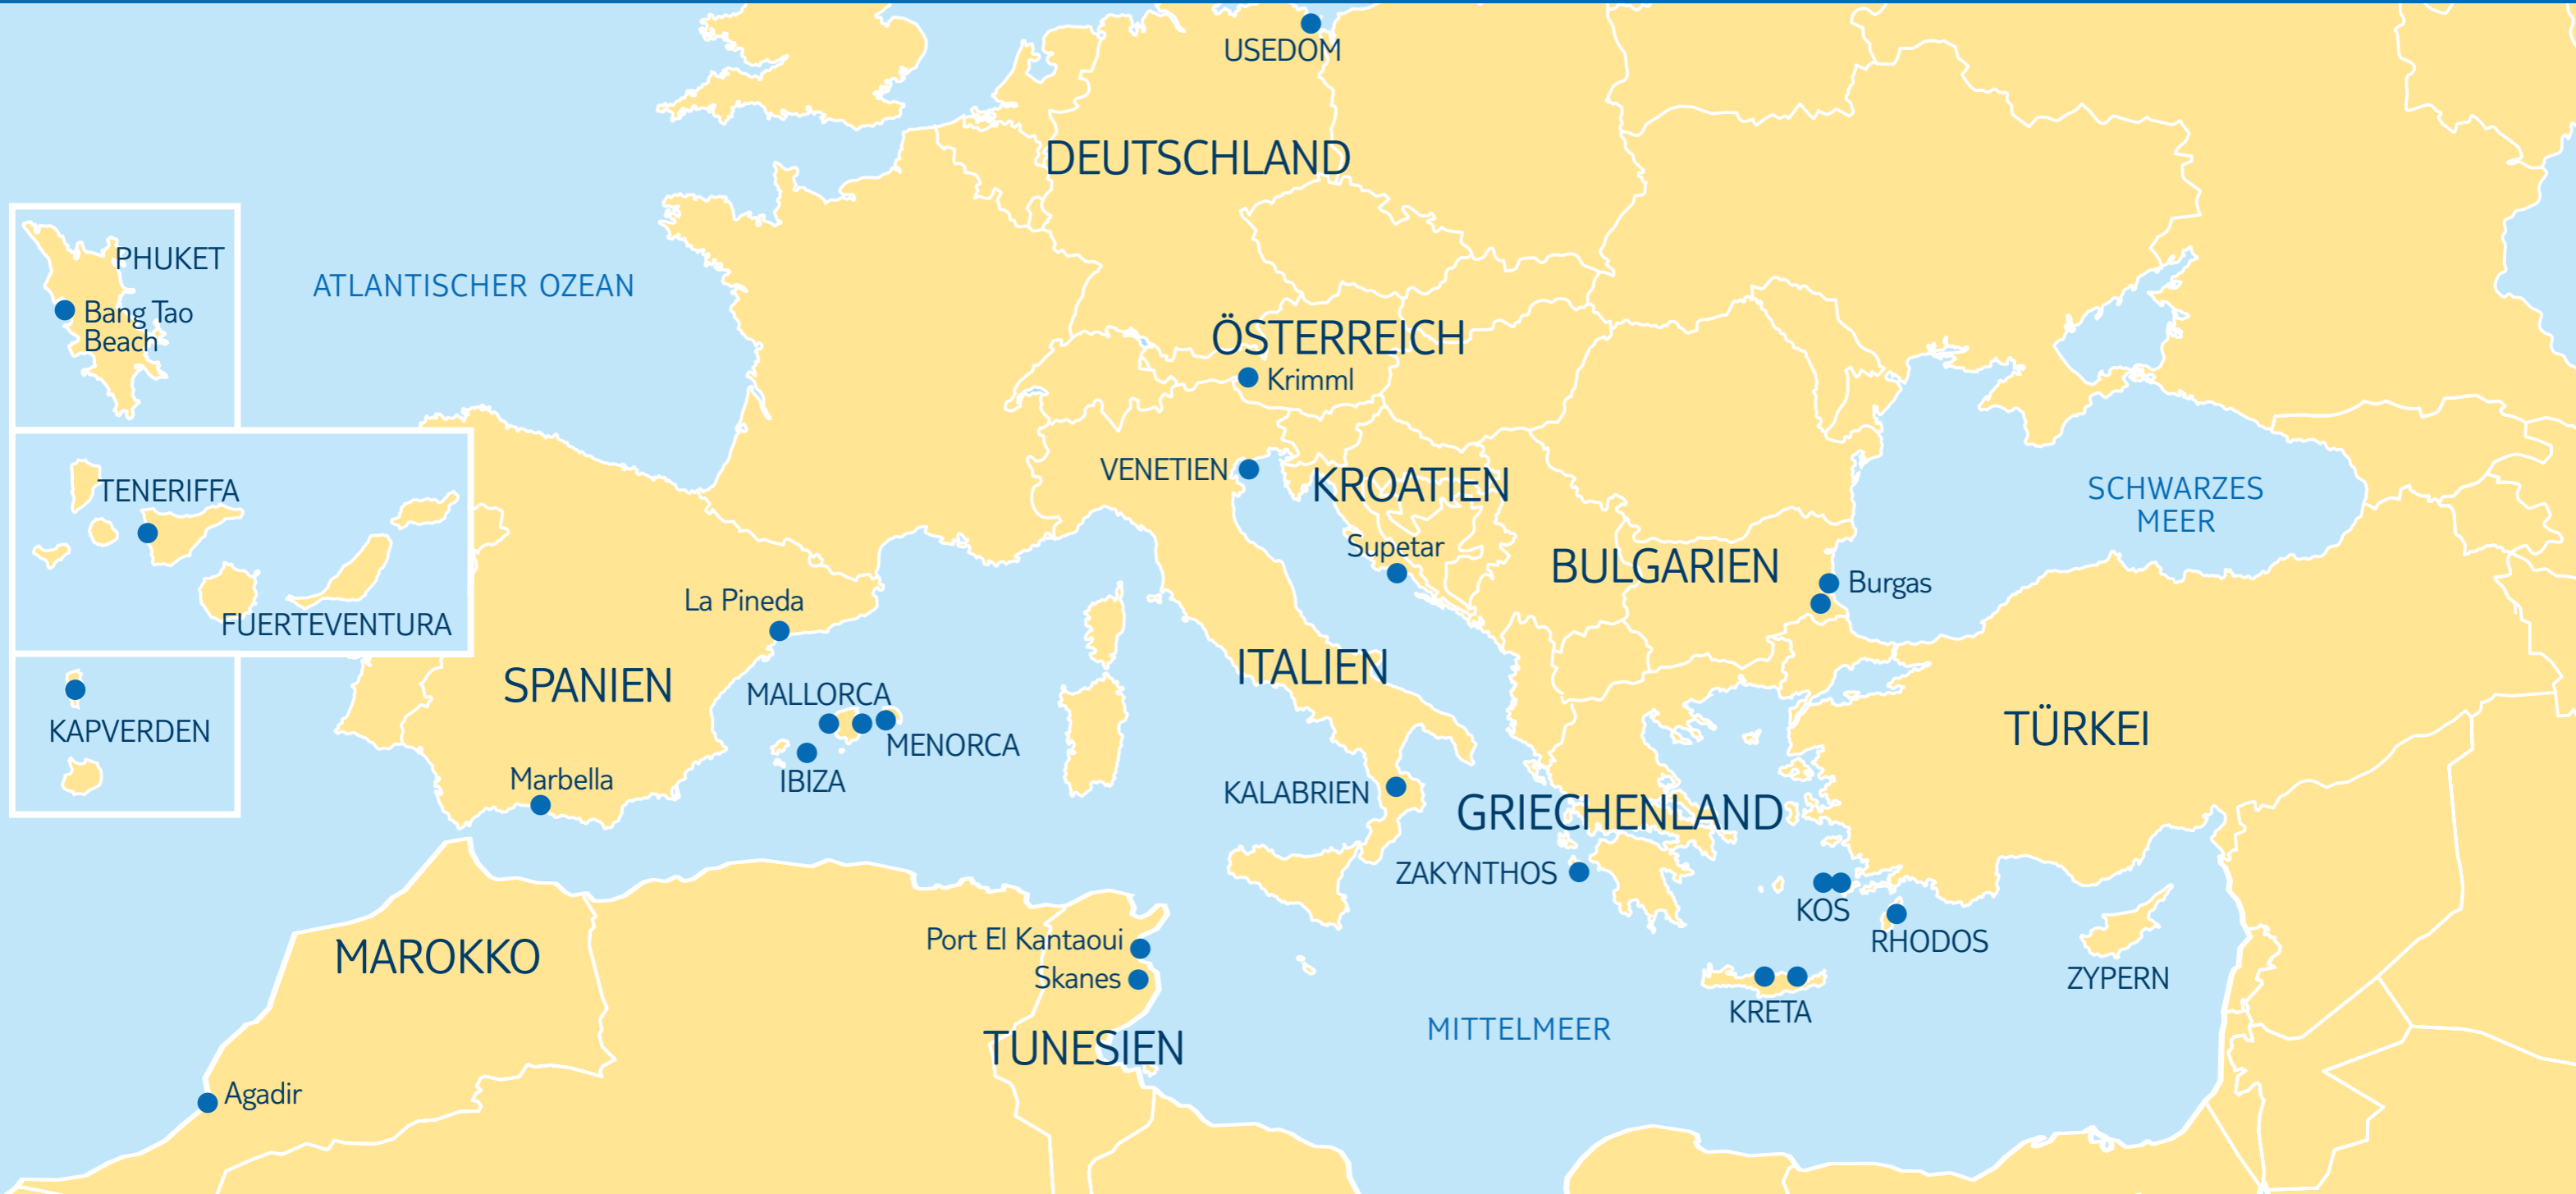 USEDOM
DEUTSCHLAND
PHUKET
Bang Tao
Beach
ATLANTISCHER OZEAN
ÖSTERREICH
Krimml
VENETIEN
KROATIEN
TENERIFFA
FUERTEVENTURA
SCHWARZES
MEER
Supetar
BULGARIEN
Burgas
La Pineda
ITALIEN
SPANIEN
MALLORCA
MENORCA
IBIZA
KAPVERDEN
TÜRKEI
Marbella
KALABRIEN
GRIECHENLAND
ZAKYNTHOS
KOS
RHODOS
Port El Kantaoui
Skanes
MAROKKO
ZYPERN
KRETA
MITTELMEER
TUNESIEN
Agadir